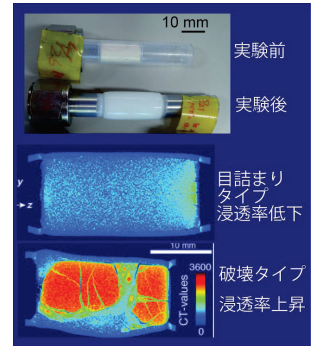 10 mm
実験前
実験後
目詰まり
タイプ
浸透率低下
y
z
10 mm
3600
CT-values
0
破壊タイプ
浸透率上昇